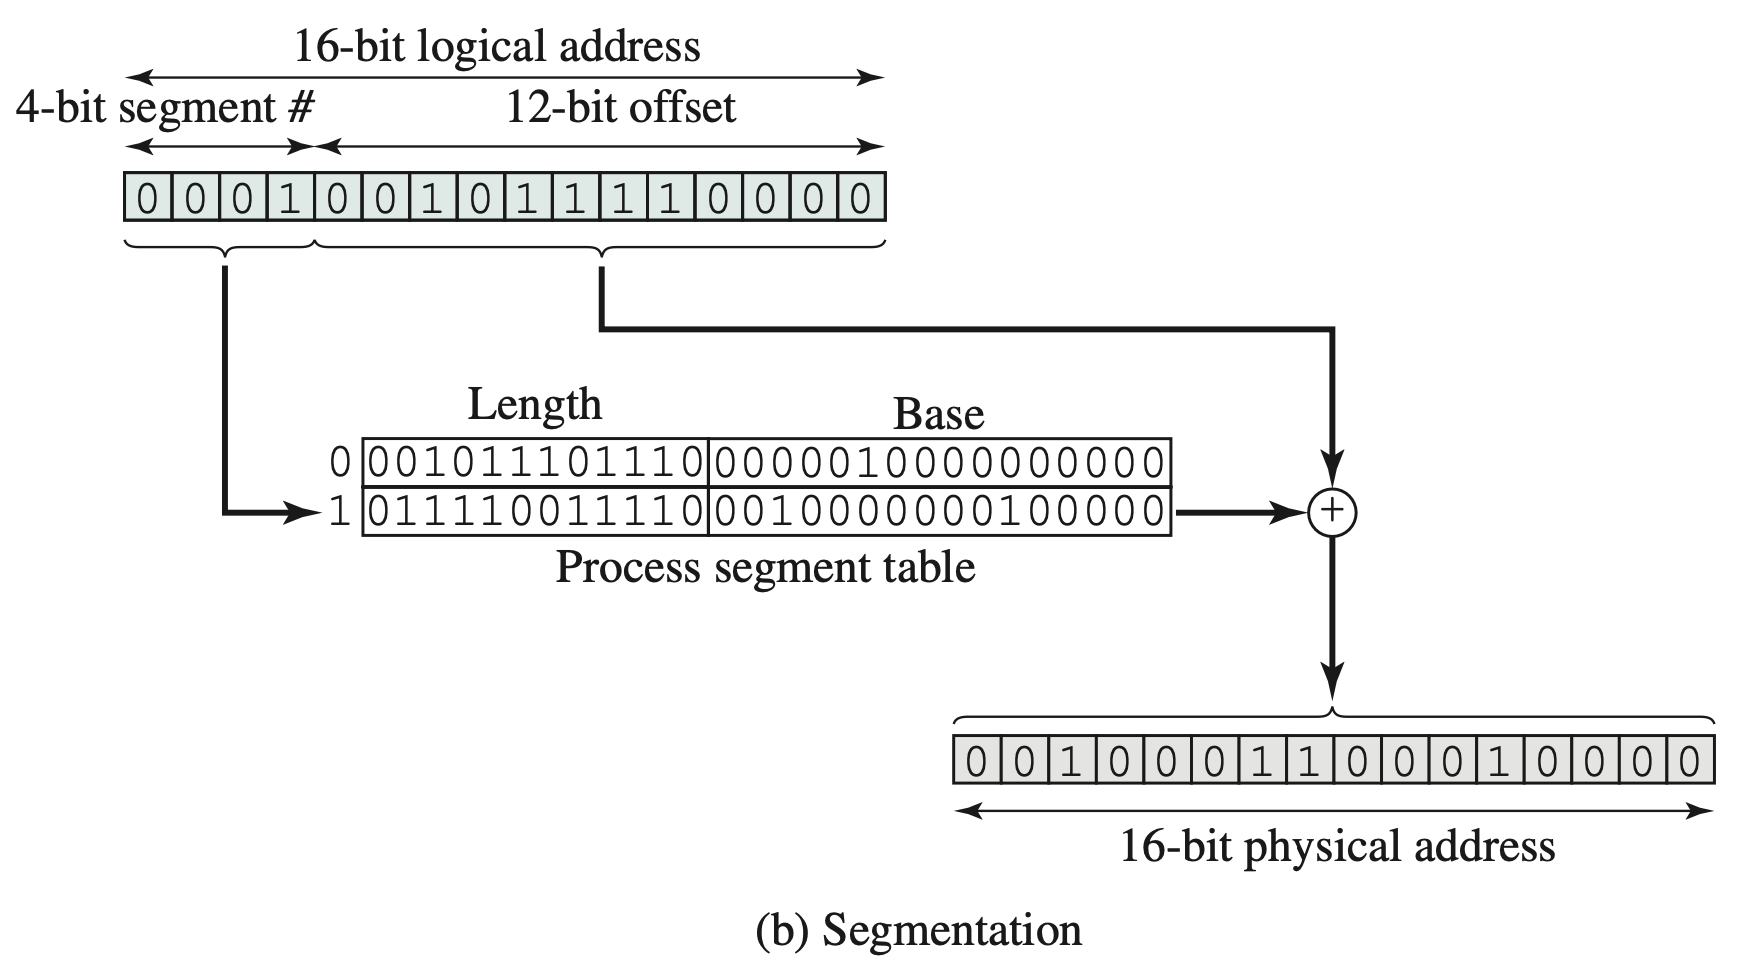 16-bit logical address
4-bit segment # 12-bit offset
0 0 0 1 0 0 1 0 1 1 1 1 0 0 0 0
Length Base
0 001011101110 0000010000000000
1 011110011110 0010000000100000
+
Process segment table
0 0 1 0 0 0 1 1 0 0 0 1 0 0 0 0
16-bit physical address
(b) Segmentation